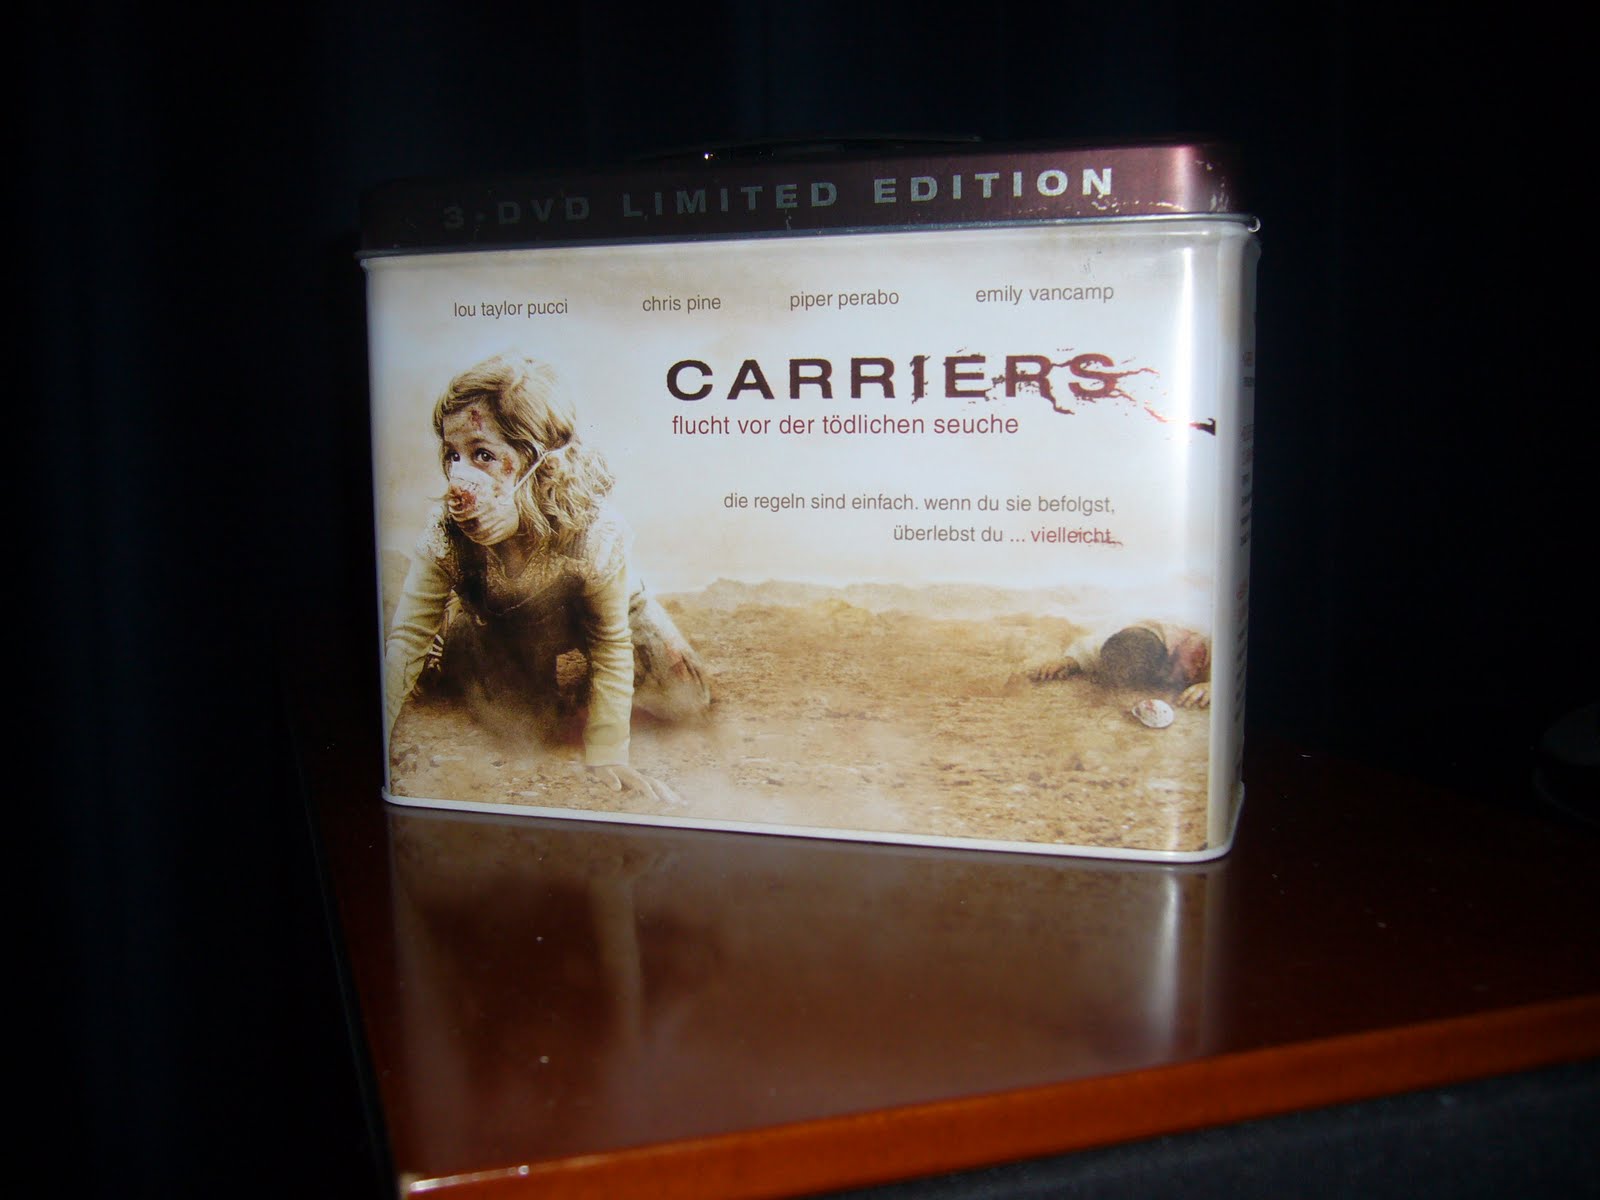 3-DVD LIMITED EDITION
lou taylor pucci chris pine piper perabo emily vancamp
CARRIERS
flucht vor der tödlichen seuche
die regeln sind einfach. wenn du sie befolgst,
überlebst du ... vielleicht.